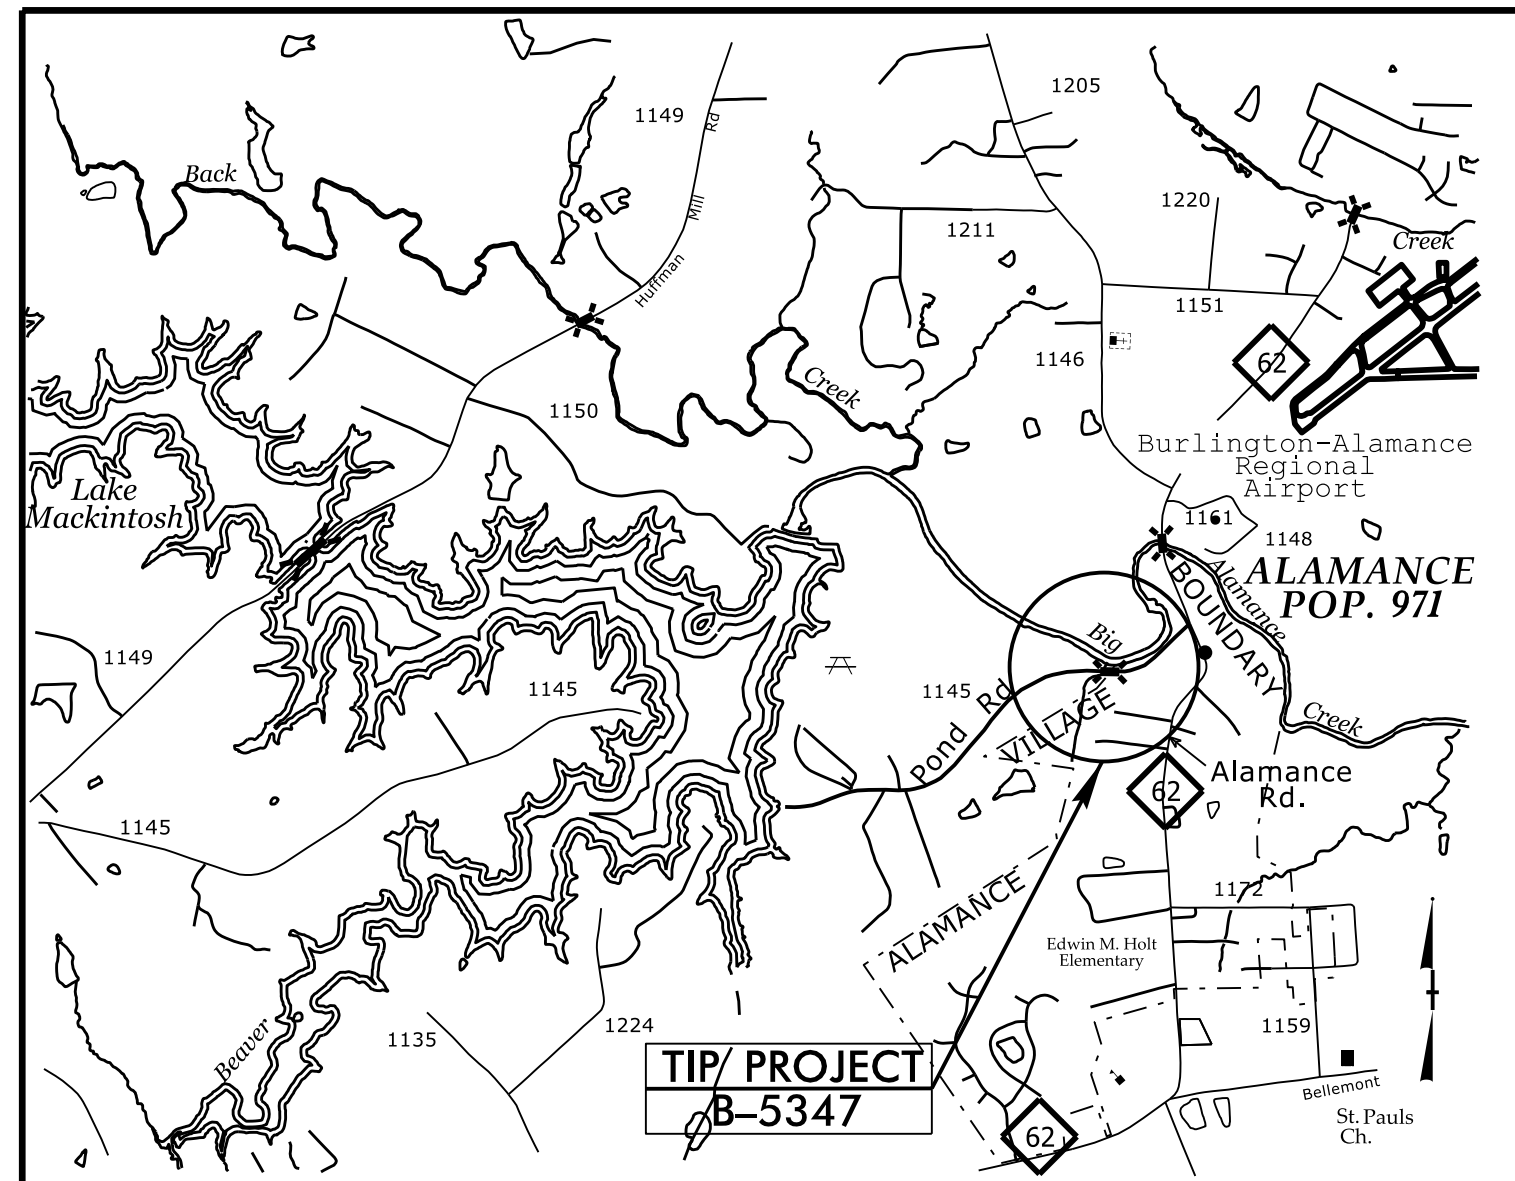 1205
1149
Rd
Back
1220
Mill
1211
Creek
Huffman
1151
1146
62
Creek
1150
Burlington-Alamance
Regional
Airport
Lake
Mackintosh
1161
1148
ALAMANCE
POP. 971
Alamance
BOUNDARY
Big
1149
1145
1145
Pond Rd
VILLAGE
Creek
Alamance
Rd.
62
1145
1172
ALAMANCE
Edwin M. Holt
Elementary
1159
1224
1135
Beaver
TIP PROJECT
B-5347
Bellemont
St. Pauls
Ch.
62